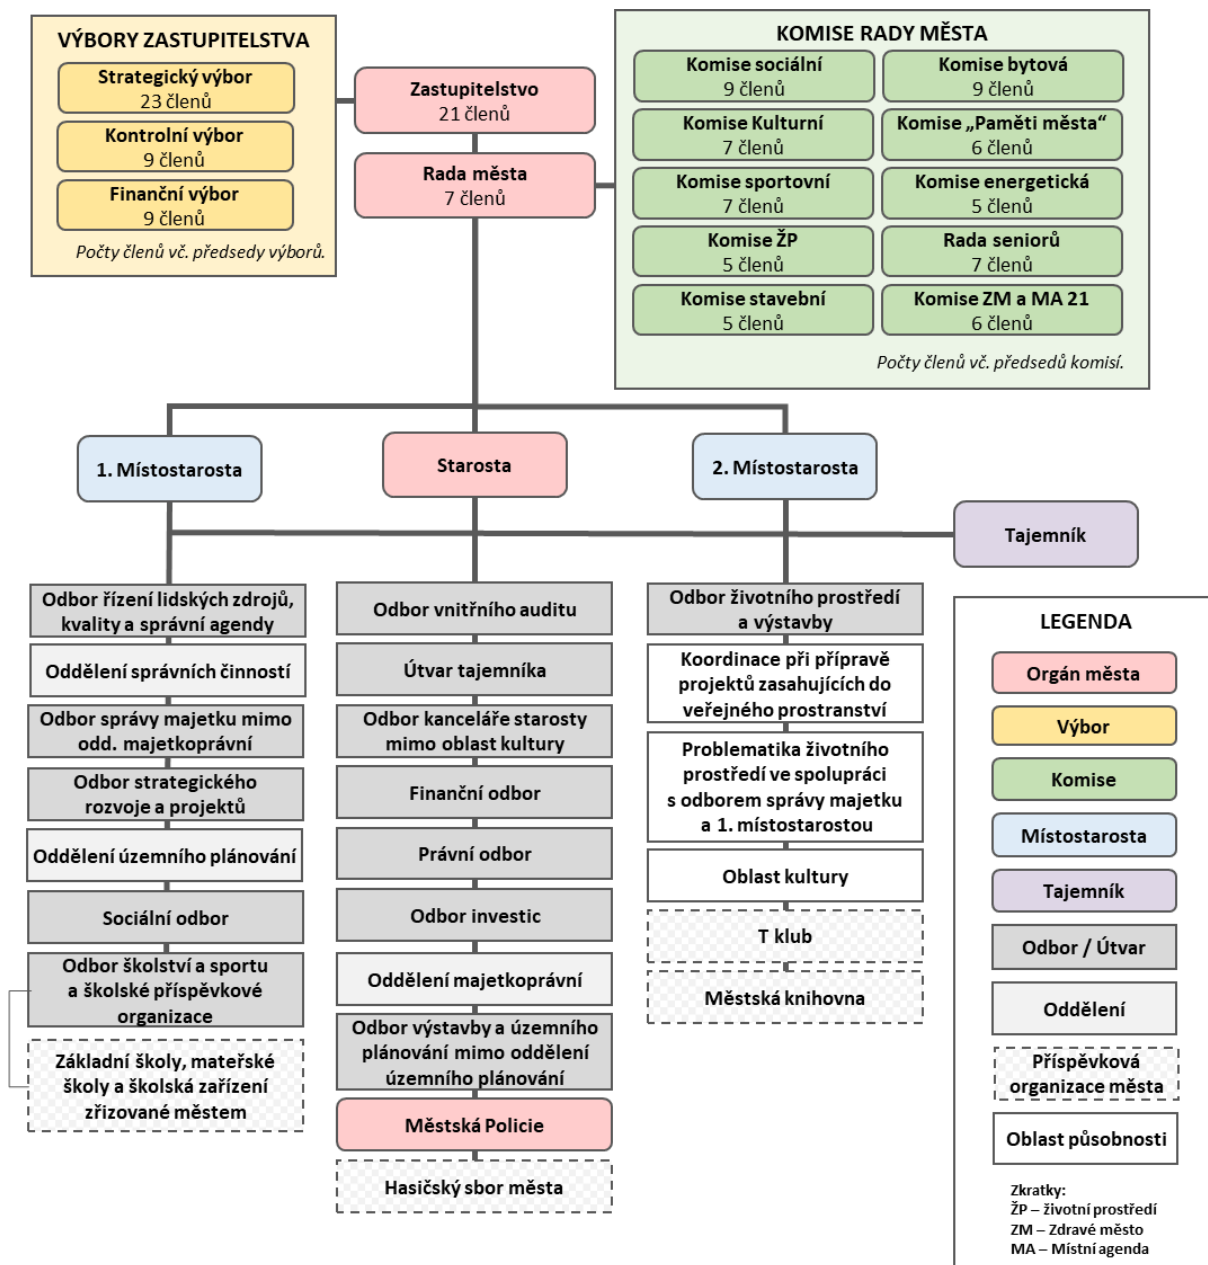 VÝBORY ZASTUPITELSTVA
Strategický výbor
23 členů
Kontrolní výbor
9 členů
Finanční výbor
9 členů
Počty členů vč. předsedy výborů.
Zastupitelstvo
21 členů
Rada města
7 členů
KOMISE RADY MĚSTA
Komise sociální
9 členů
Komise bytová
9 členů
Komise Kulturní
7 členů
Komise „Paměti města“
6 členů
Komise sportovní
7 členů
Komise energetická
5 členů
Komise ŽP
5 členů
Rada seniorů
7 členů
Komise stavební
5 členů
Komise ZM a MA 21
6 členů
Počty členů vč. předsedů komisí.
1. Místostarosta
Starosta
2. Místostarosta
Tajemník
Odbor řízení lidských zdrojů,
kvality a správní agendy
Oddělení správních činností
Odbor správy majetku mimo
odd. majetkoprávní
Odbor strategického
rozvoje a projektů
Oddělení územního plánování
Sociální odbor
Odbor školství a sportu
a školské příspěvkové
organizace
Základní školy, mateřské
školy a školská zařízení
zřizované městem
Odbor vnitřního auditu
Útvar tajemníka
Odbor kanceláře starosty
mimo oblast kultury
Finanční odbor
Právní odbor
Odbor investic
Oddělení majetkoprávní
Odbor výstavby a územního
plánování mimo oddělení
územního plánování
Městská Policie
Hasičský sbor města
Odbor životního prostředí
a výstavby
Koordinace při přípravě
projektů zasahujících do
veřejného prostranství
Problematika životního
prostředí ve spolupráci
s odborem správy majetku
a 1. místostarostou
Oblast kultury
T klub
Městská knihovna
LEGENDA
Orgán města
Výbor
Komise
Místostarosta
Tajemník
Odbor / Útvar
Oddělení
Příspěvková
organizace města
Oblast působnosti
Zkratky:
ŽP – životní prostředí
ZM – Zdravé město
MA – Místní agenda